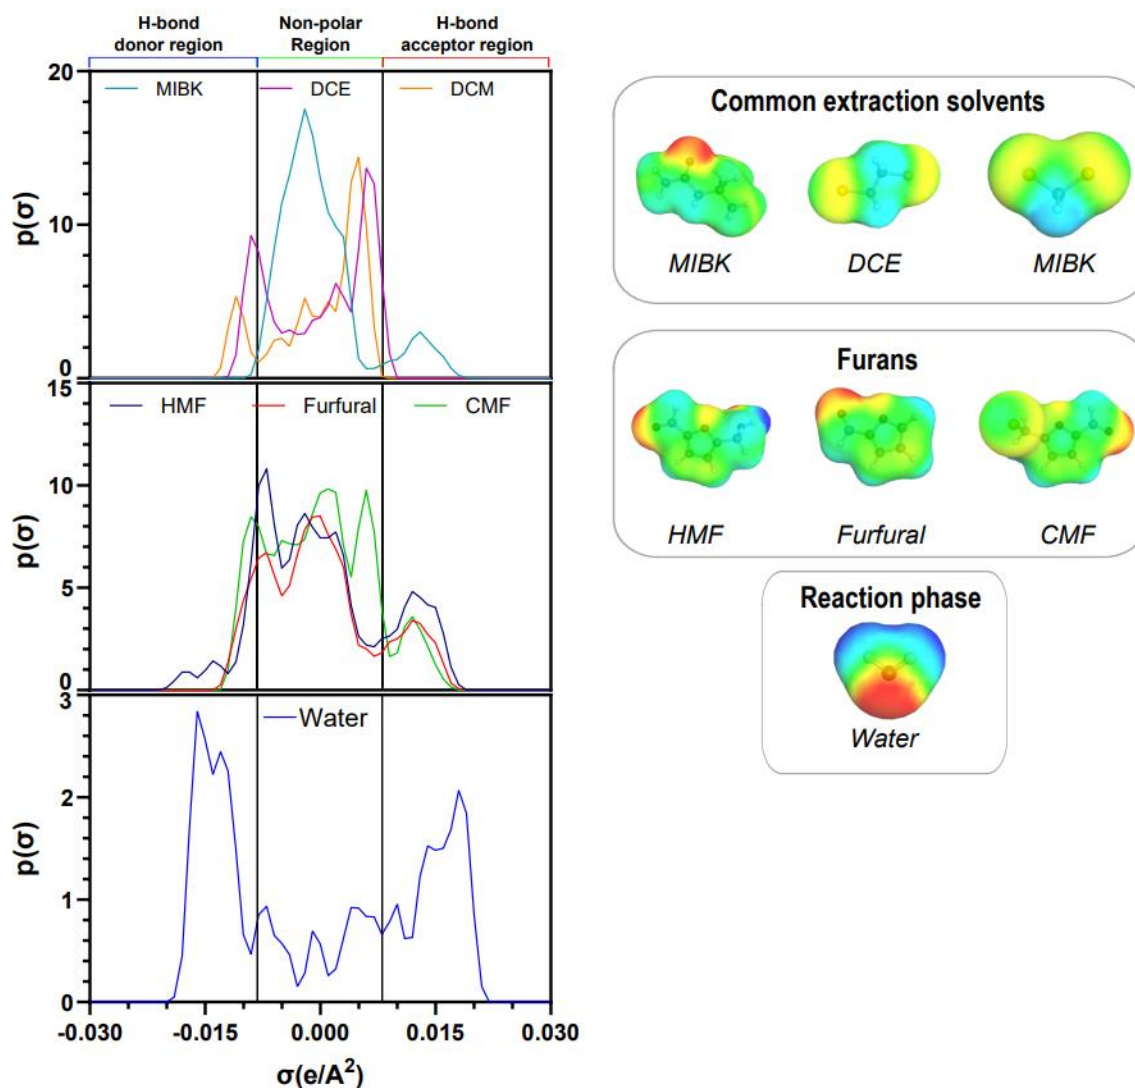 H-bond
donor region
Non-polar
Region
H-bond
acceptor region
20
10
0
p(σ)
MIBK DCE DCM
15
10
5
0
p(σ)
HMF Furfural CMF
3
2
1
0
p(σ)
Water
-0.030 -0.015 0.000 0.015 0.030
σ(e/A²)
Common extraction solvents
MIBK DCE MIBK
Furans
HMF Furfural CMF
Reaction phase
Water